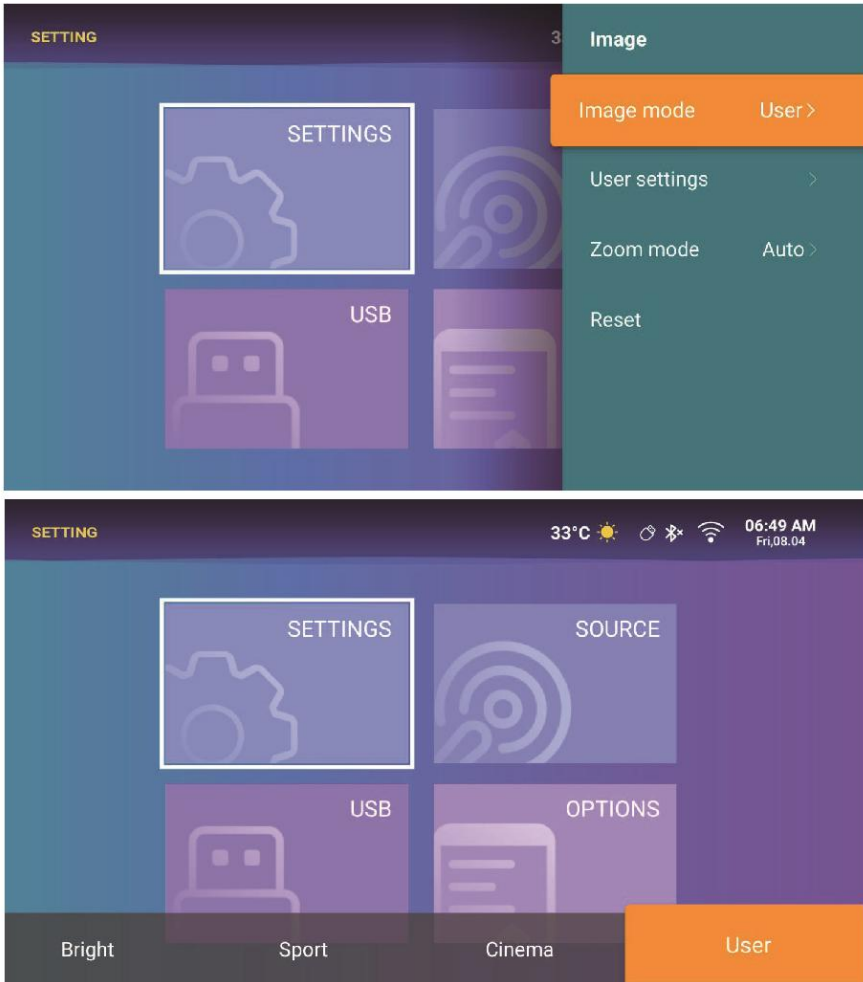 SETTING
3
Image
Image mode User >
SETTINGS
User settings >
Zoom mode Auto >
USB
Reset
SETTING
33°C
06:49 AM
Fri,08.04
SETTINGS
SOURCE
USB
OPTIONS
Bright
Sport
Cinema
User